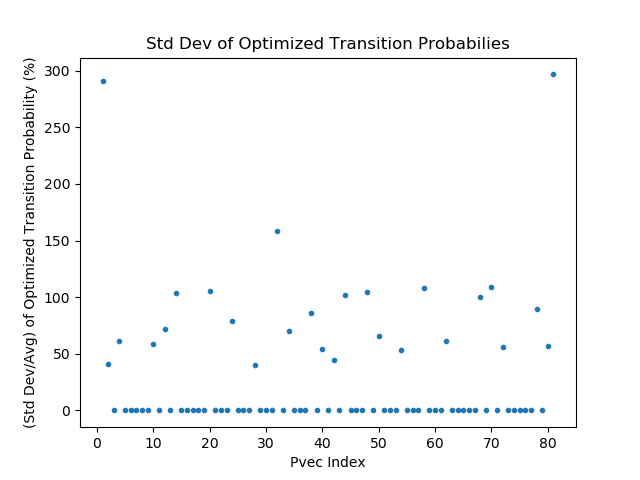 Std Dev of Optimized Transition Probabilies
(Std Dev/Avg) of Optimized Transition Probability (%)
300
250
200
150
100
50
0
0 10 20 30 40 50 60 70 80
Pvec Index